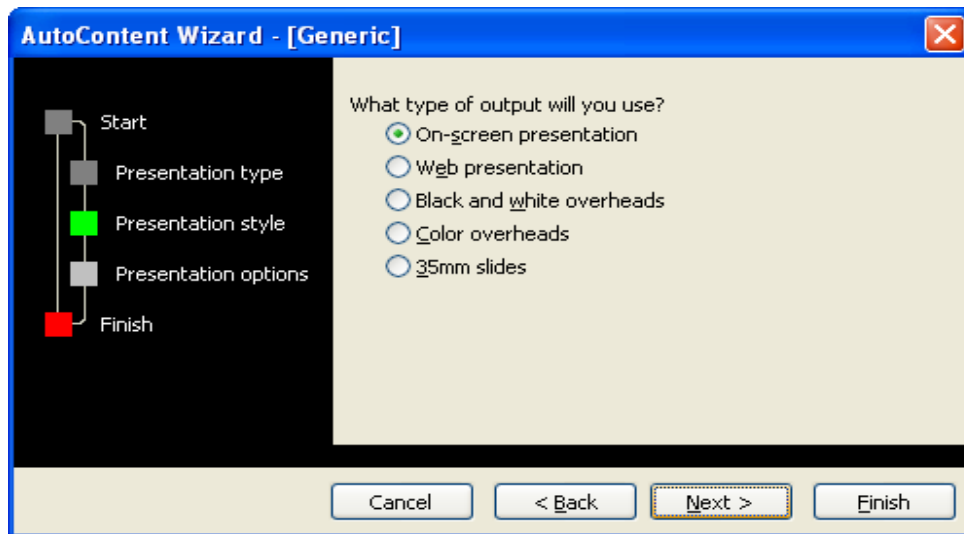 AutoContent Wizard - [Generic]
Start
Presentation type
Presentation style
Presentation options
Finish
What type of output will you use?
On-screen presentation
Web presentation
Black and white overheads
Color overheads
35mm slides
Cancel
< Back
Next >
Finish